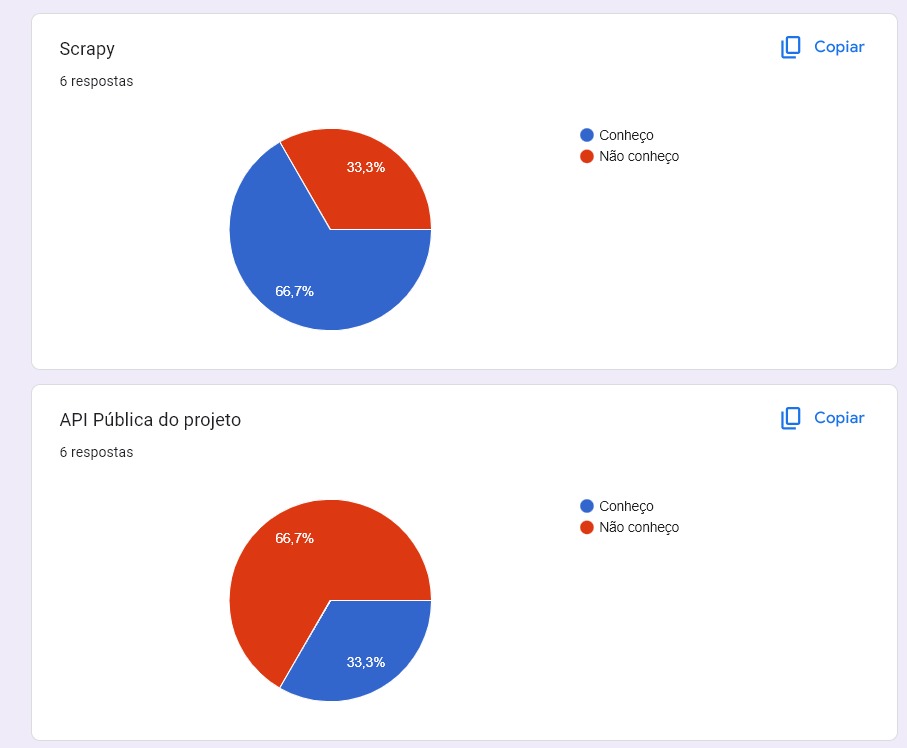 Scrapy
Copiar
6 respostas
Conheço
Não conheço
33,3%
66,7%
API Pública do projeto
Copiar
6 respostas
Conheço
Não conheço
66,7%
33,3%